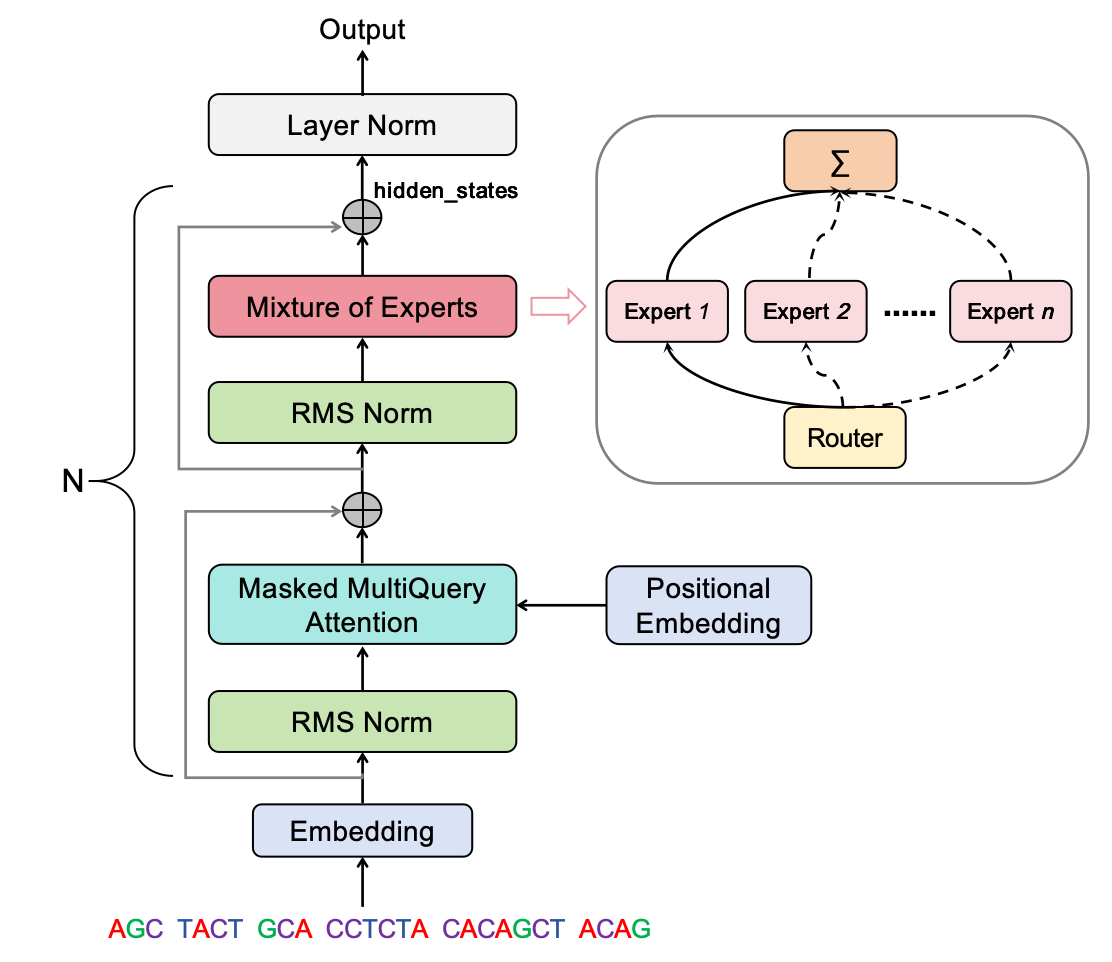 Output
Layer Norm
hidden_states
Mixture of Experts
RMS Norm
N
Masked MultiQuery
Attention
Positional
Embedding
RMS Norm
Embedding
AGC TACT GCA CCTCTA CACAGCT ACAG
Σ
Expert 1
Expert 2
......
Expert n
Router